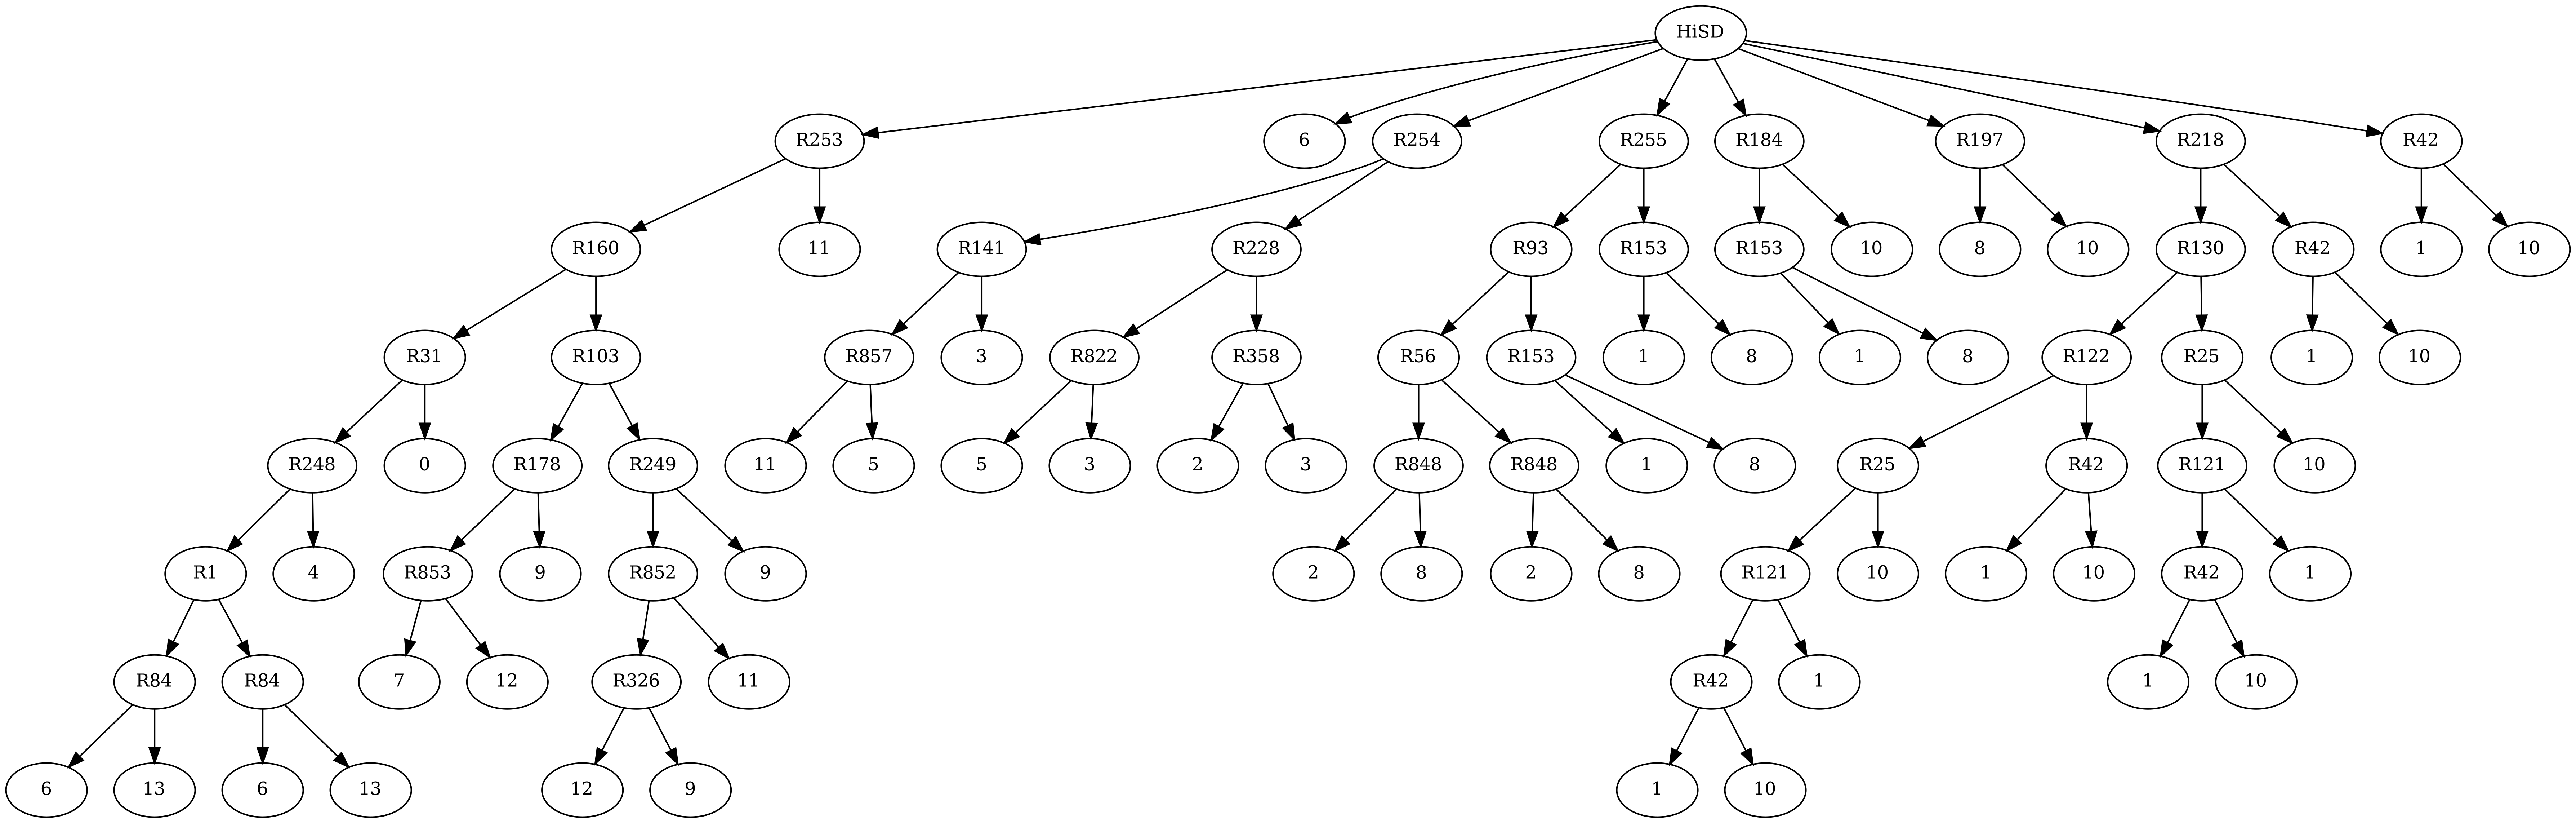 HiSD
R253 6 R254 R255 R184 R197 R218 R42
R160 11 R141 R228 R93 R153 R153 10 8 10 R130 R42 1 10
R31 R103 R857 3 R822 R358 R56 R153 1 8 1 8 R122 R25 1 10
R248 0 R178 R249 11 5 5 3 2 3 R848 R848 1 8 R25 R42 R121 10
R1 4 R853 9 R852 9 2 8 2 8 R121 10 1 10 R42 1
R84 R84 7 12 R326 11 R42 1 1 10
6 13 6 13 12 9 1 10